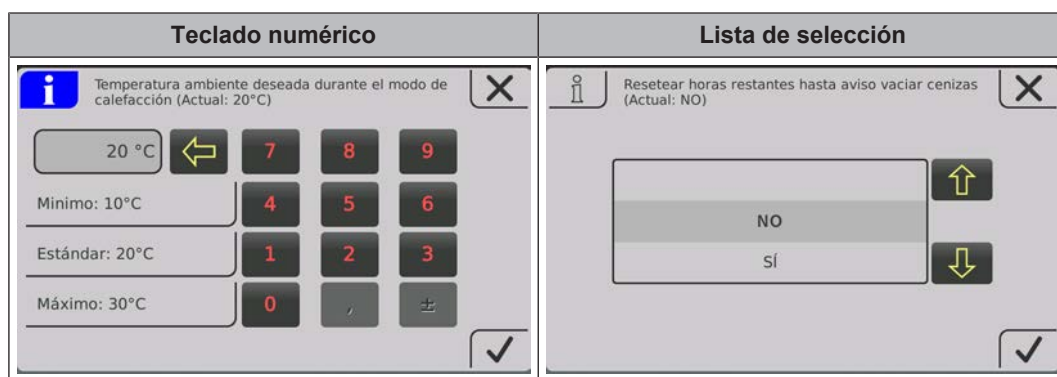 Teclado numérico
Lista de selección
i
Temperatura ambiente deseada durante el modo de
calefacción (Actual: 20°C)
20 °C
7 8 9
Minimo: 10°C
4 5 6
Estándar: 20°C
1 2 3
Máximo: 30°C
0 , ±
i
Resetear horas restantes hasta aviso vaciar cenizas
(Actual: NO)
NO
SÍ